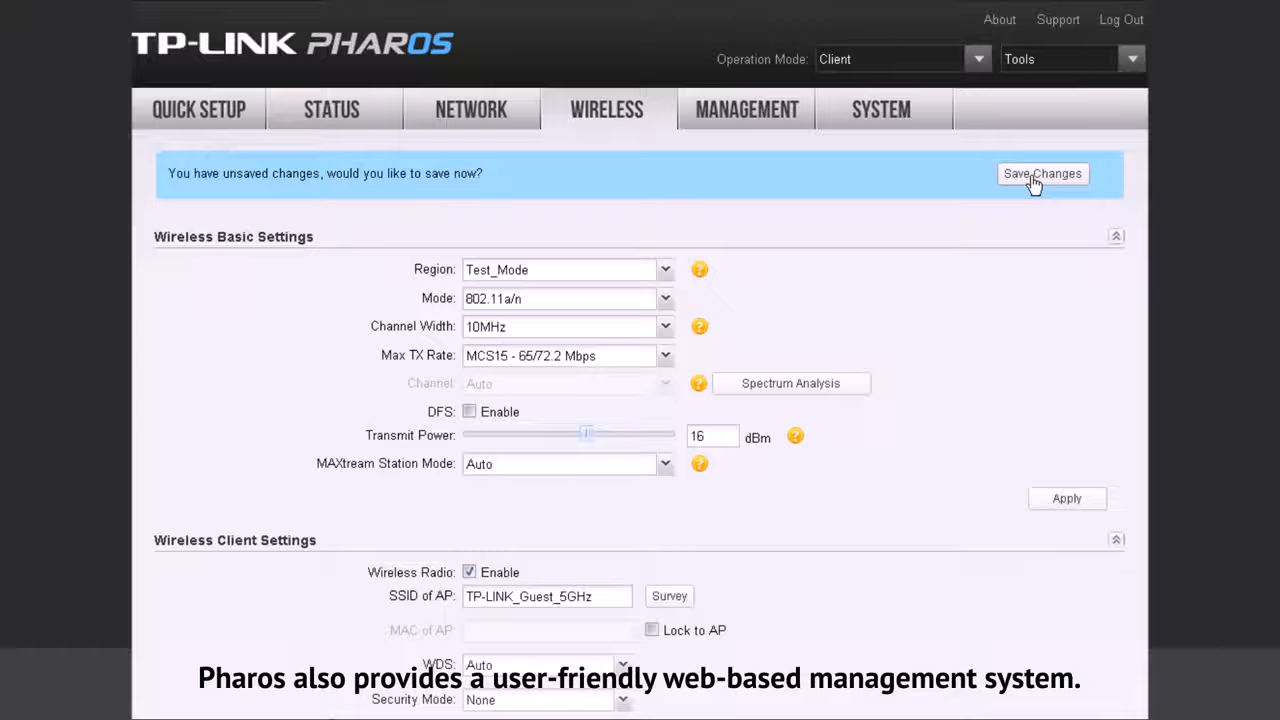 About Support Log Out
TP-LINK PHAROS
Operation Mode: Client Tools
QUICK SETUP STATUS NETWORK WIRELESS MANAGEMENT SYSTEM
You have unsaved changes, would you like to save now? Save Changes
Wireless Basic Settings
Region: Test_Mode ?
Mode: 802.11a/n
Channel Width: 10MHz ?
Max TX Rate: MCS15 - 65/72.2 Mbps
Channel: Auto ? Spectrum Analysis
DFS: Enable
Transmit Power: 16 dBm ?
MAXtream Station Mode: Auto ?
Apply
Wireless Client Settings
Wireless Radio: Enable
SSID of AP: TP-LINK_Guest_5GHz Survey
MAC of AP: Lock to AP
WDS: Auto
Pharos also provides a user-friendly web-based management system.
Security Mode: None